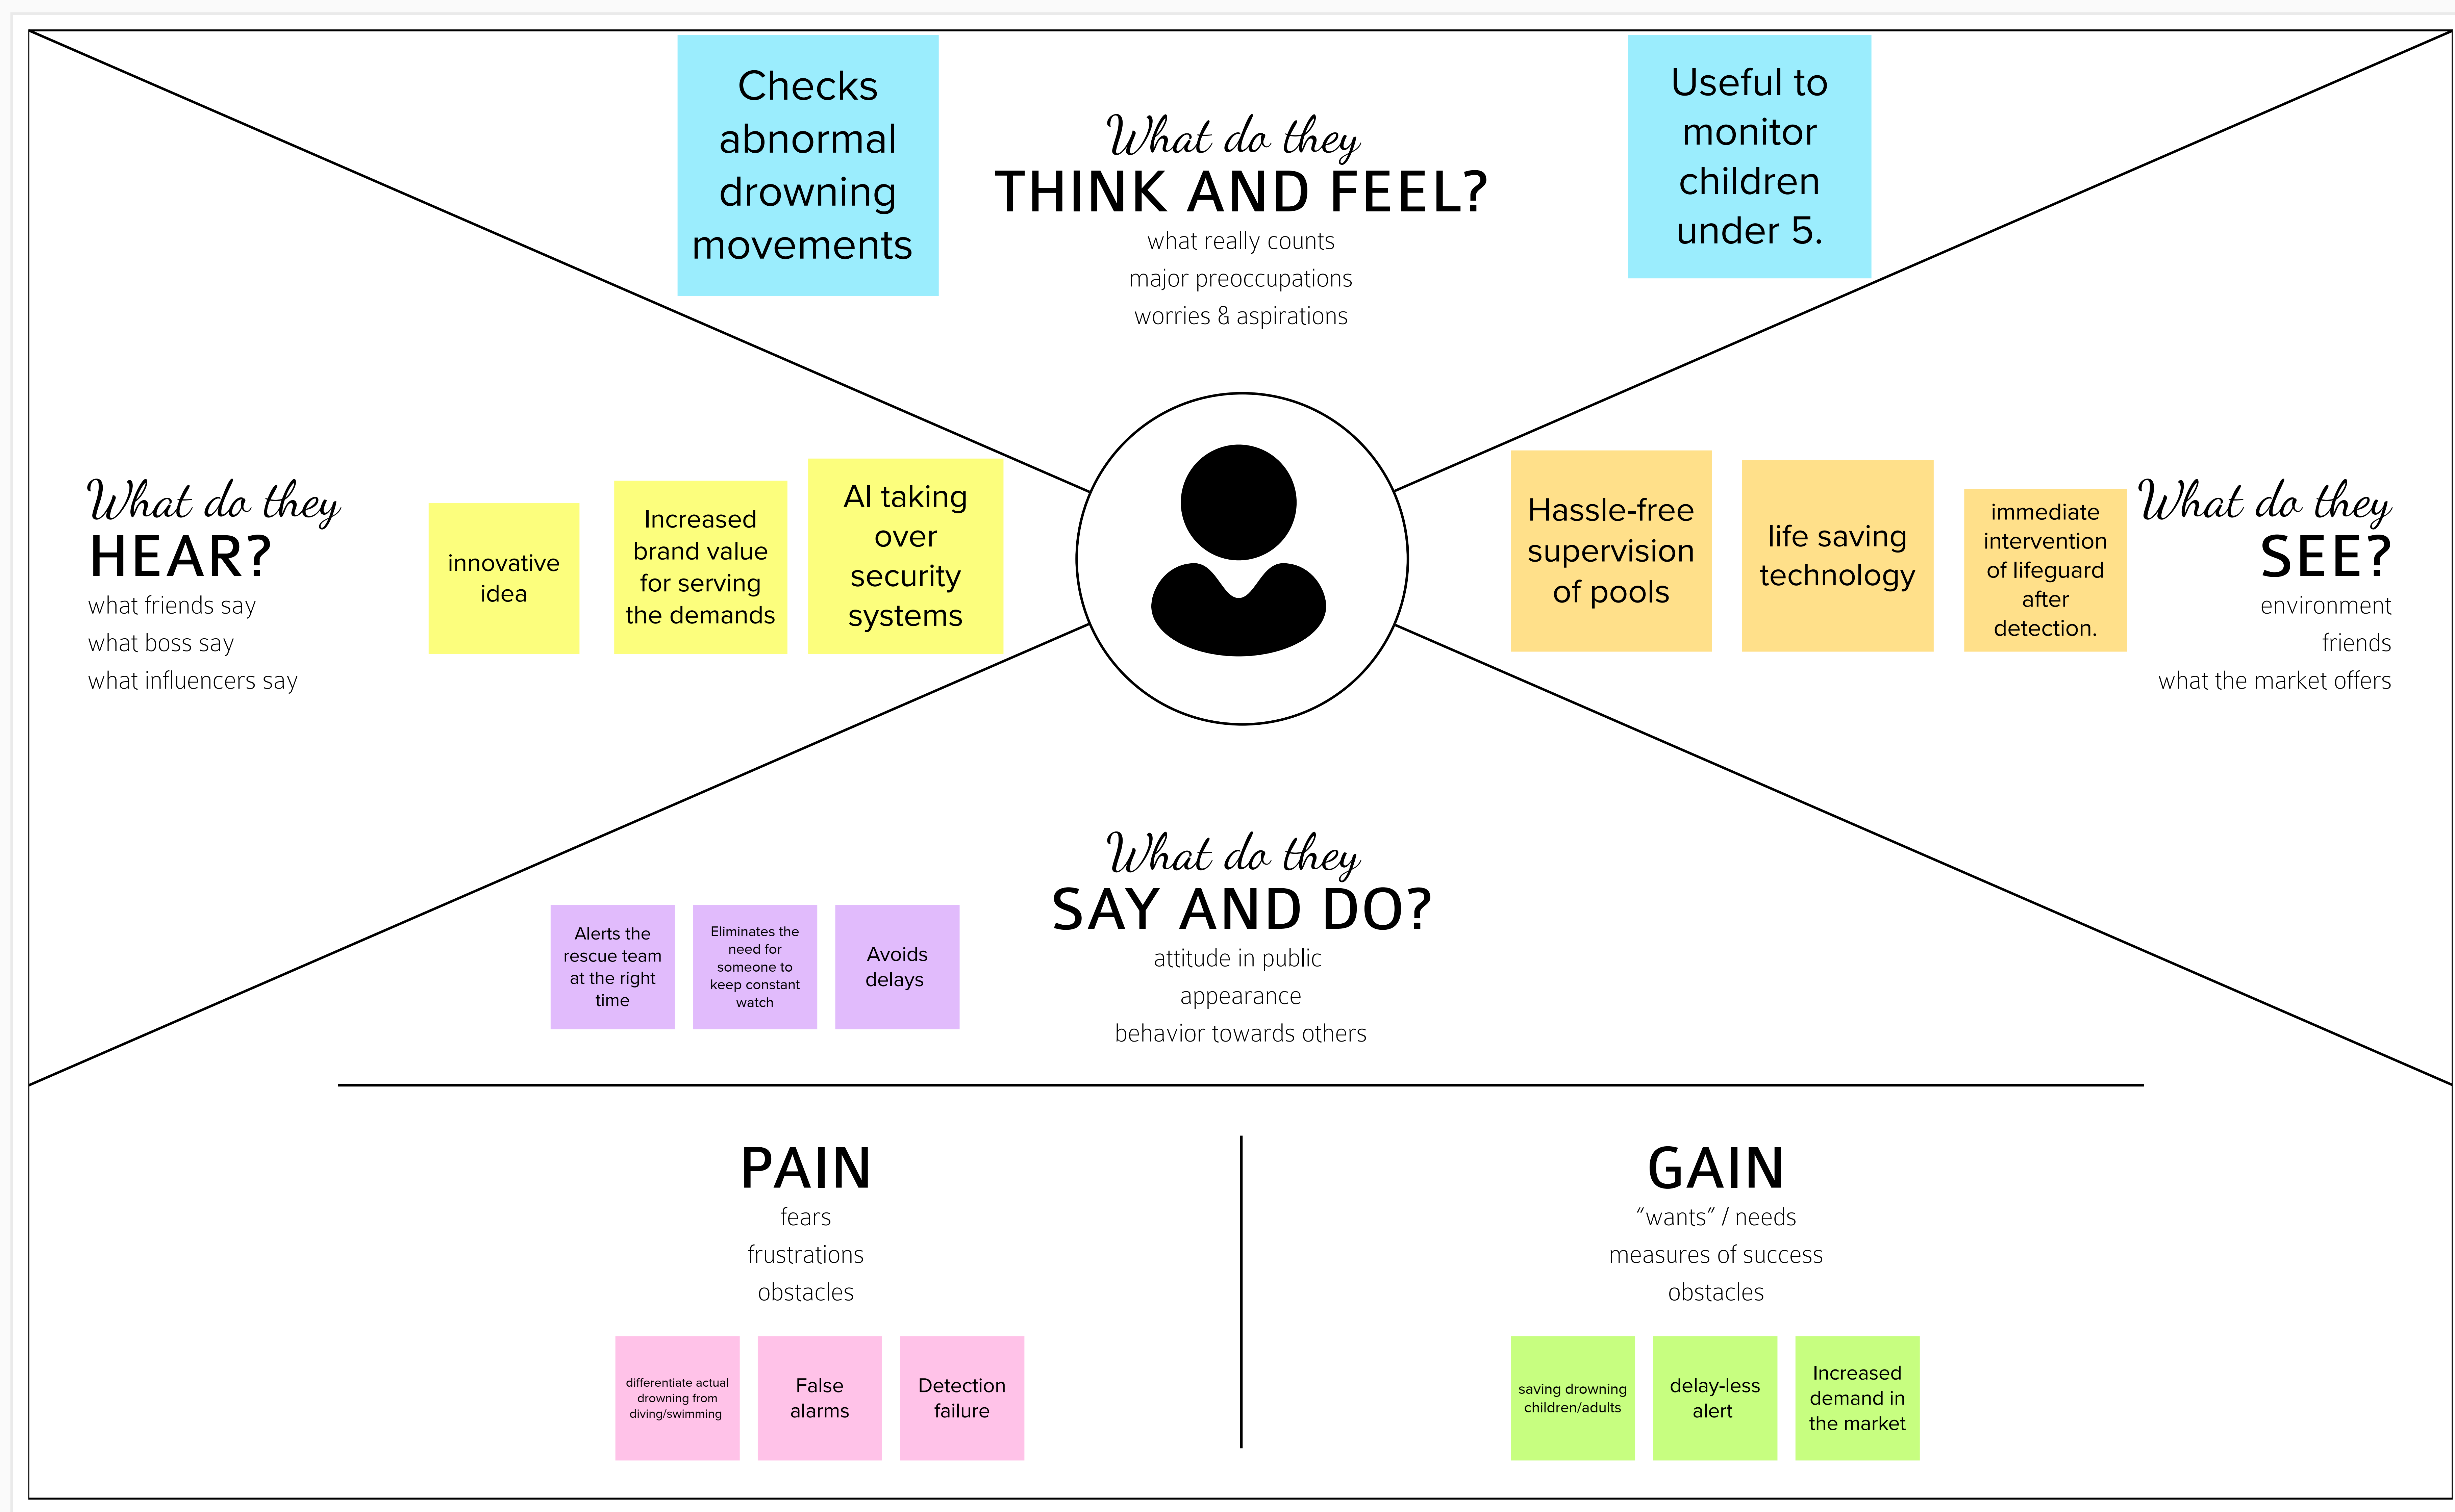 Checks
abnormal
drowning
movements
What do they
THINK AND FEEL?
what really counts
major preoccupations
worries & aspirations
Useful to
monitor
children
under 5.
What do they
HEAR?
what friends say
what boss say
what influencers say
innovative
idea
Increased
brand value
for serving
the demands
AI taking
over
security
systems
Hassle-free
supervision
of pools
life saving
technology
immediate
intervention
of lifeguard
after
detection.
What do they
SEE?
environment
friends
what the market offers
What do they
SAY AND DO?
attitude in public
appearance
behavior towards others
Alerts the
rescue team
at the right
time
Eliminates the
need for
someone to
keep constant
watch
Avoids
delays
PAIN
fears
frustrations
obstacles
differentiate actual
drowning from
diving/swimming
False
alarms
Detection
failure
GAIN
“wants” / needs
measures of success
obstacles
saving drowning
children/adults
delay-less
alert
Increased
demand in
the market